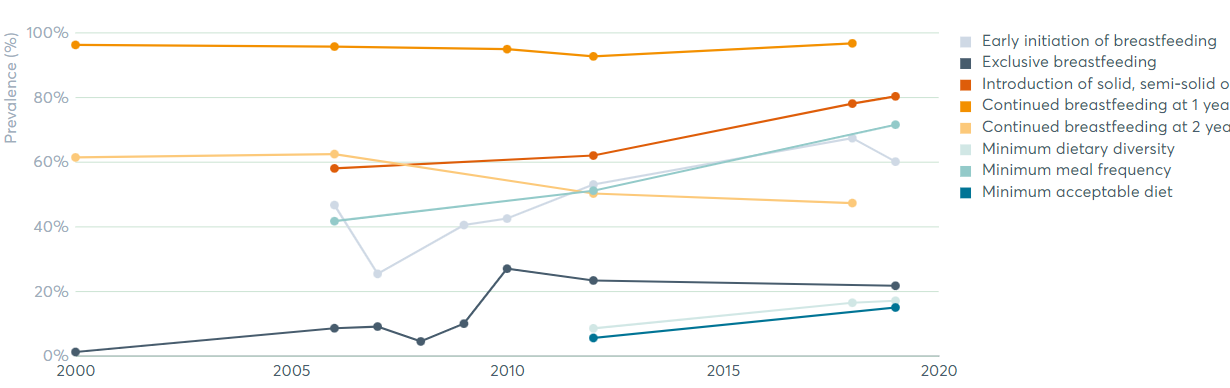 Prevalence (%)
100%
80%
60%
40%
20%
0%
2000 2005 2010 2015 2020
Early initiation of breastfeeding
Exclusive breastfeeding
Introduction of solid, semi-solid o
Continued breastfeeding at 1 yea
Continued breastfeeding at 2 yea
Minimum dietary diversity
Minimum meal frequency
Minimum acceptable diet